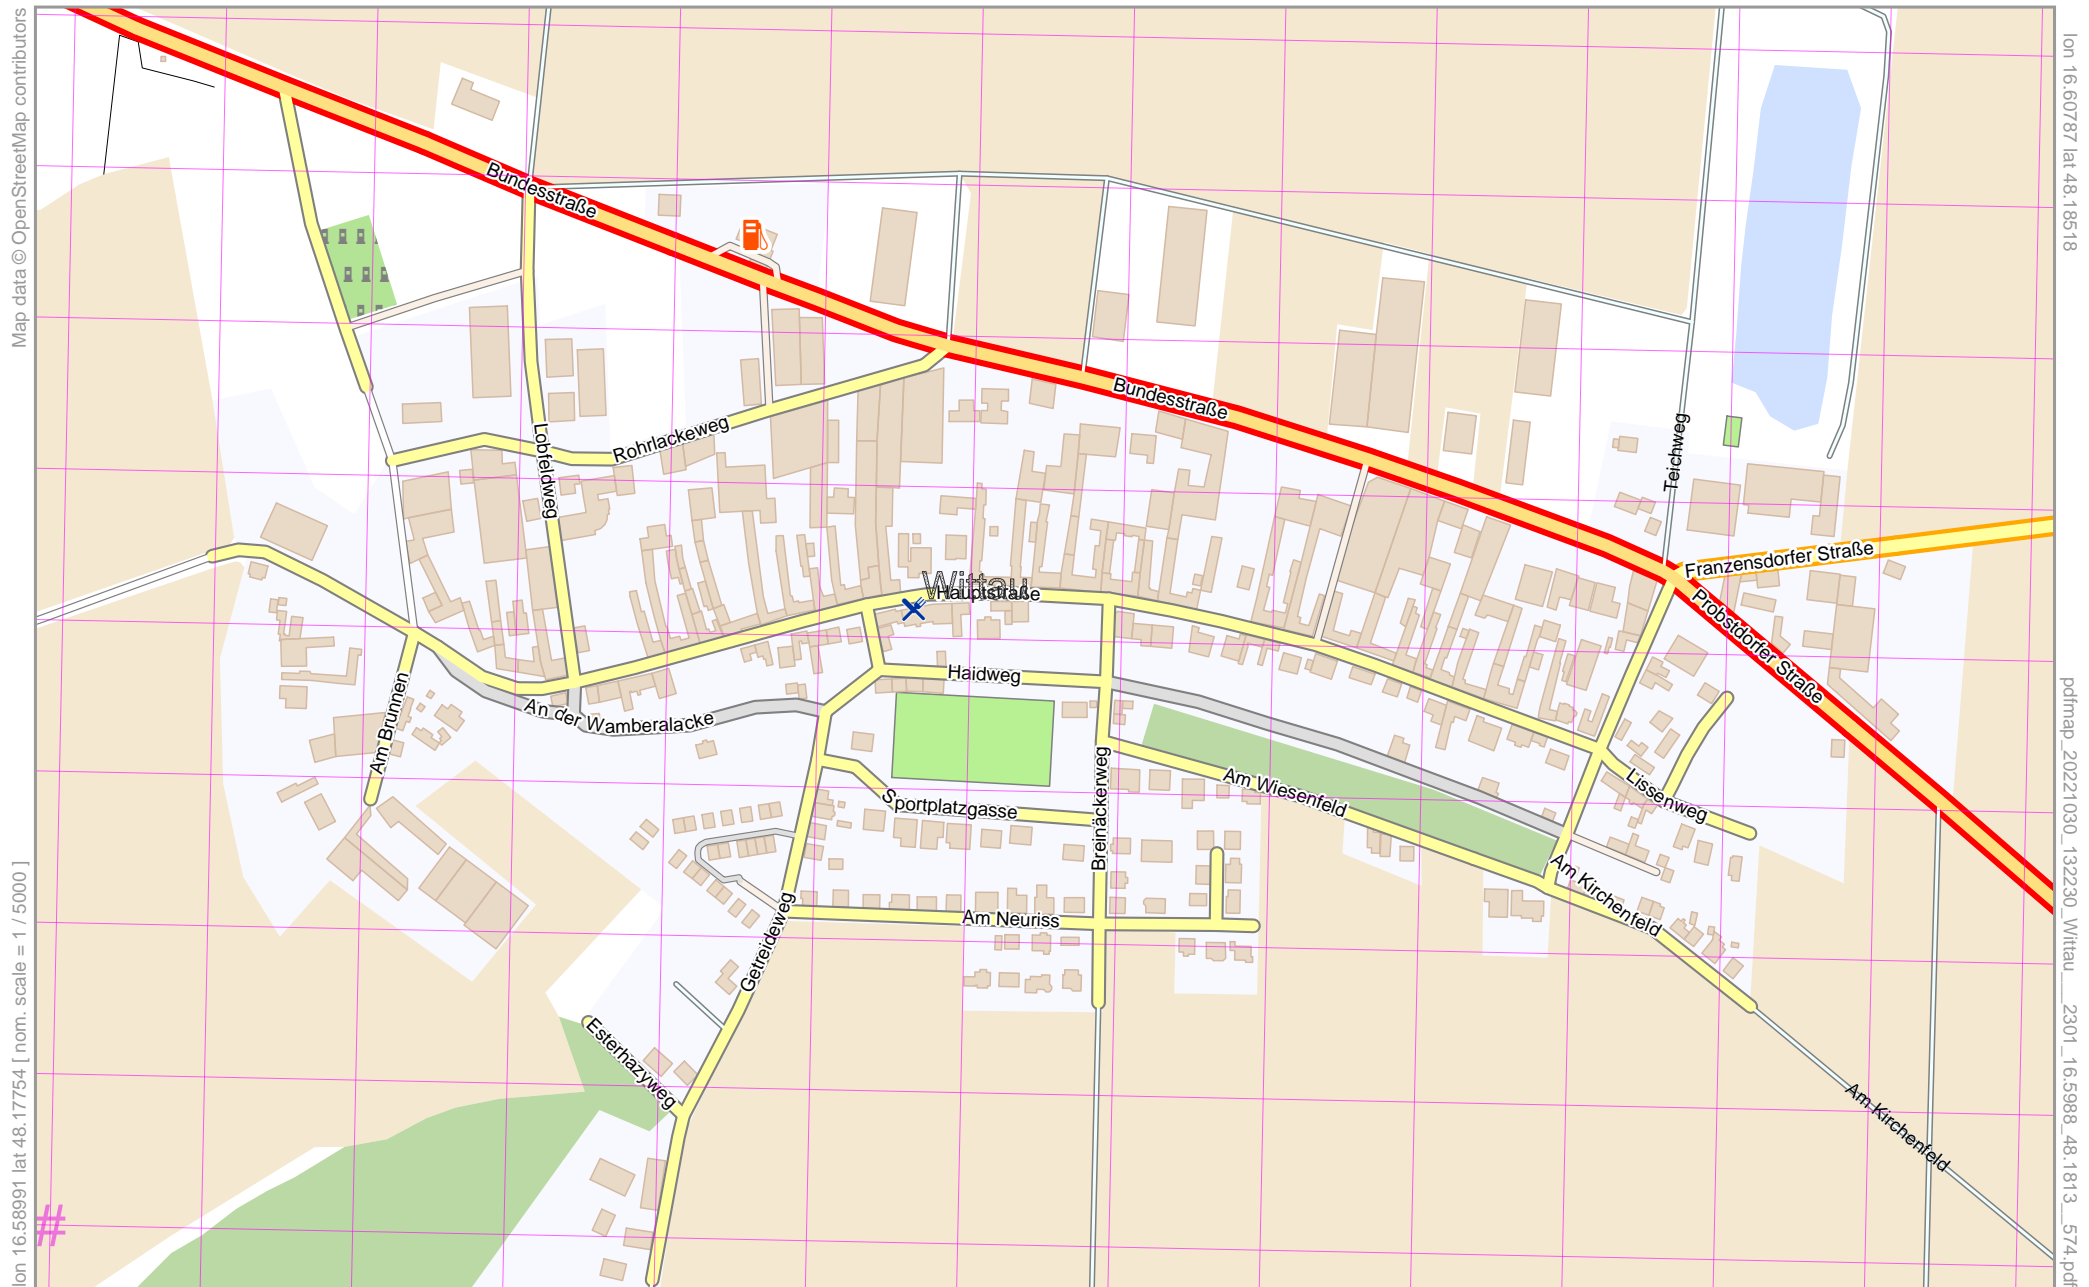 Map data © OpenStreetMap contributors
lon 16.60787 lat 48.18518
Bundesstraße
Bundesstraße
Lobfeldweg
Rohrlackeweg
Teichweg
Franzensdorfer Straße
Probstdorfer Straße
Wittau
Hauptstraße
Haidweg
An der Wamberalacke
Am Brunnen
Sportplatzgasse
Breinäckerweg
Am Wiesenfeld
Lissenweg
Am Kirchenfeld
Am Neuriss
Getreideweg
Esterhazyweg
Am Kirchenfeld
#
lon 16.58991 lat 48.17754 [ nom. scale = 1 / 5000 ]
pdfmap_20221030_132230_Wittau___2301_16.5988_48.1813__574.pdf